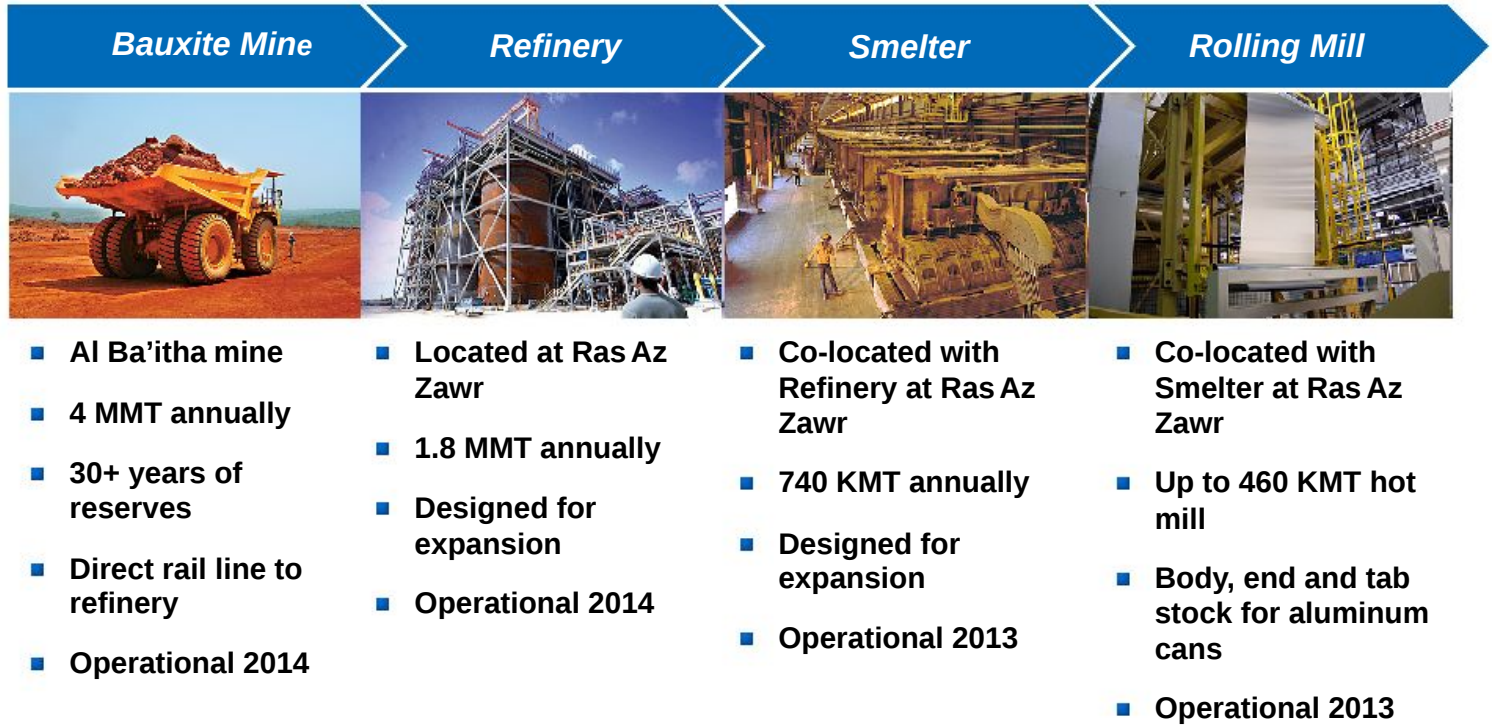 Bauxite Mine
Refinery
Smelter
Rolling Mill
Al Ba’itha mine
4 MMT annually
30+ years of
reserves
Direct rail line to
refinery
Operational 2014
Located at Ras Az
Zawr
1.8 MMT annually
Designed for
expansion
Operational 2014
Co-located with
Refinery at Ras Az
Zawr
740 KMT annually
Designed for
expansion
Operational 2013
Co-located with
Smelter at Ras Az
Zawr
Up to 460 KMT hot
mill
Body, end and tab
stock for aluminum
cans
Operational 2013